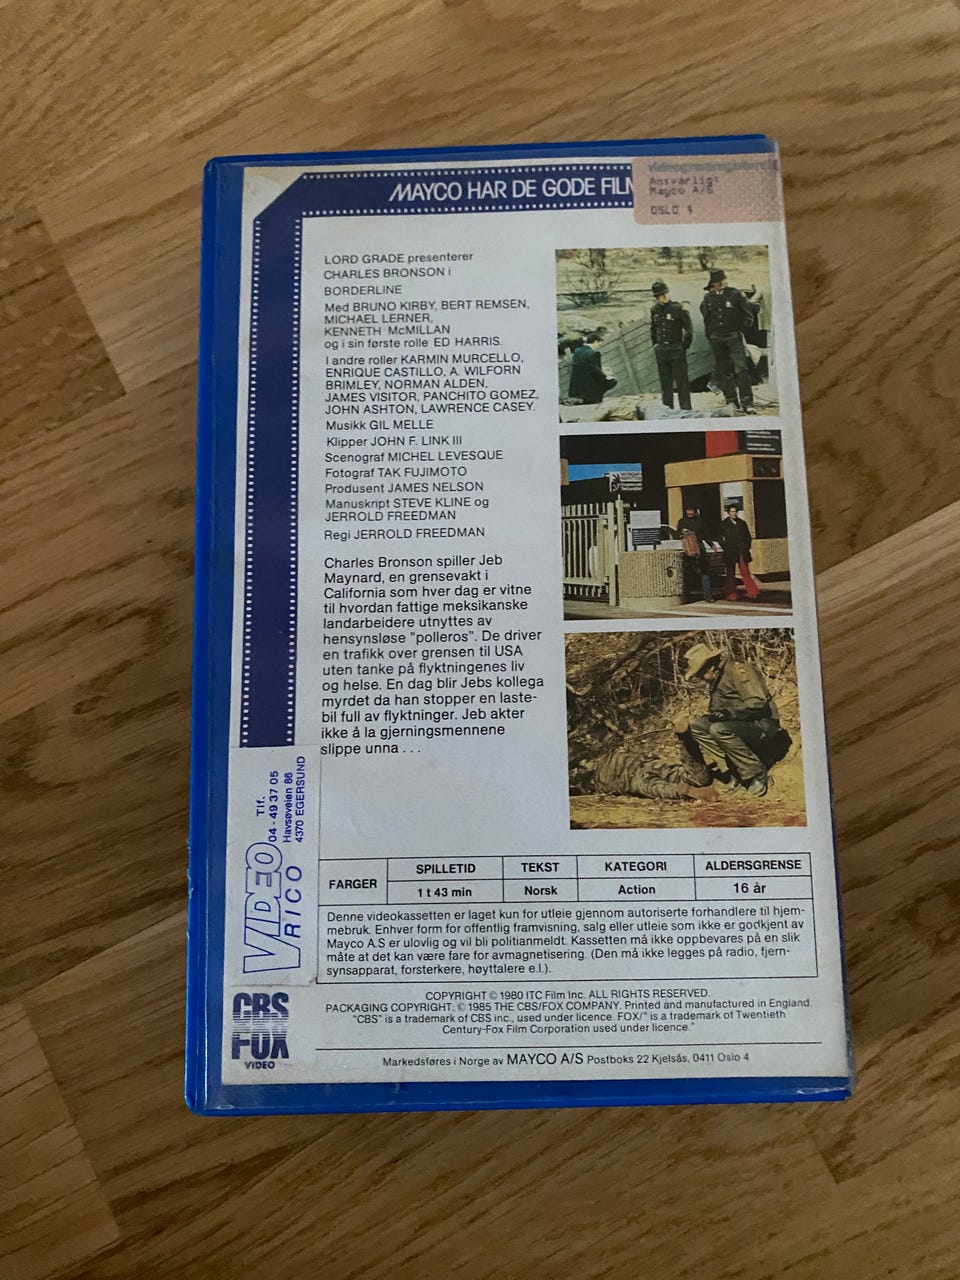 MAYCO HAR DE GODE FILM
Ansvarlig:
Mayco A/S
OSLO 4
LORD GRADE presenterer
CHARLES BRONSON i
BORDERLINE
Med BRUNO KIRBY, BERT REMSEN,
MICHAEL LERNER,
KENNETH McMILLAN
og i sin første rolle ED HARRIS.
I andre roller KARMIN MURCELLO,
ENRIQUE CASTILLO, A. WILFORN
BRIMLEY, NORMAN ALDEN,
JAMES VISITOR, PANCHITO GOMEZ,
JOHN ASHTON, LAWRENCE CASEY.
Musikk GIL MELLE
Klipper JOHN F. LINK III
Scenograf MICHEL LEVESQUE
Fotograf TAK FUJIMOTO
Produsent JAMES NELSON
Manuskript STEVE KLINE og
JERROLD FREEDMAN
Regi JERROLD FREEDMAN
Charles Bronson spiller Jeb
Maynard, en grensevakt i
California som hver dag er vitne
til hvordan fattige meksikanske
landarbeidere utnyttes av
hensynsløse "polleros". De driver
en trafikk over grensen til USA
uten tanke på flyktningenes liv
og helse. En dag blir Jebs kollega
myrdet da han stopper en laste-
bil full av flyktninger. Jeb akter
ikke å la gjerningsmennene
slippe unna . . .
VIDEO
RICO
Tlf.
04 - 49 37 05
Havsøveien 86
4370 EGERSUND
FARGER
SPILLETID TEKST KATEGORI ALDERSGRENSE
1 t 43 min Norsk Action 16 år
Denne videokassetten er laget kun for utleie gjennom autoriserte forhandlere til hjem-
mebruk. Enhver form for offentlig framvisning, salg eller utleie som ikke er godkjent av
Mayco A.S er ulovlig og vil bli politianmeldt. Kassetten må ikke oppbevares på en slik
måte at det kan være fare for avmagnetisering. (Den må ikke legges på radio, fjern-
synsapparat, forsterkere, høyttalere e.l.).
CBS
FOX
VIDEO
COPYRIGHT © 1980 ITC Film Inc. ALL RIGHTS RESERVED.
PACKAGING COPYRIGHT: © 1985 THE CBS/FOX COMPANY. Printed and manufactured in England.
"CBS" is a trademark of CBS inc., used under licence. FOX/" is a trademark of Twentieth
Century-Fox Film Corporation used under licence."
Markedsføres i Norge av MAYCO A/S Postboks 22 Kjelsås, 0411 Oslo 4